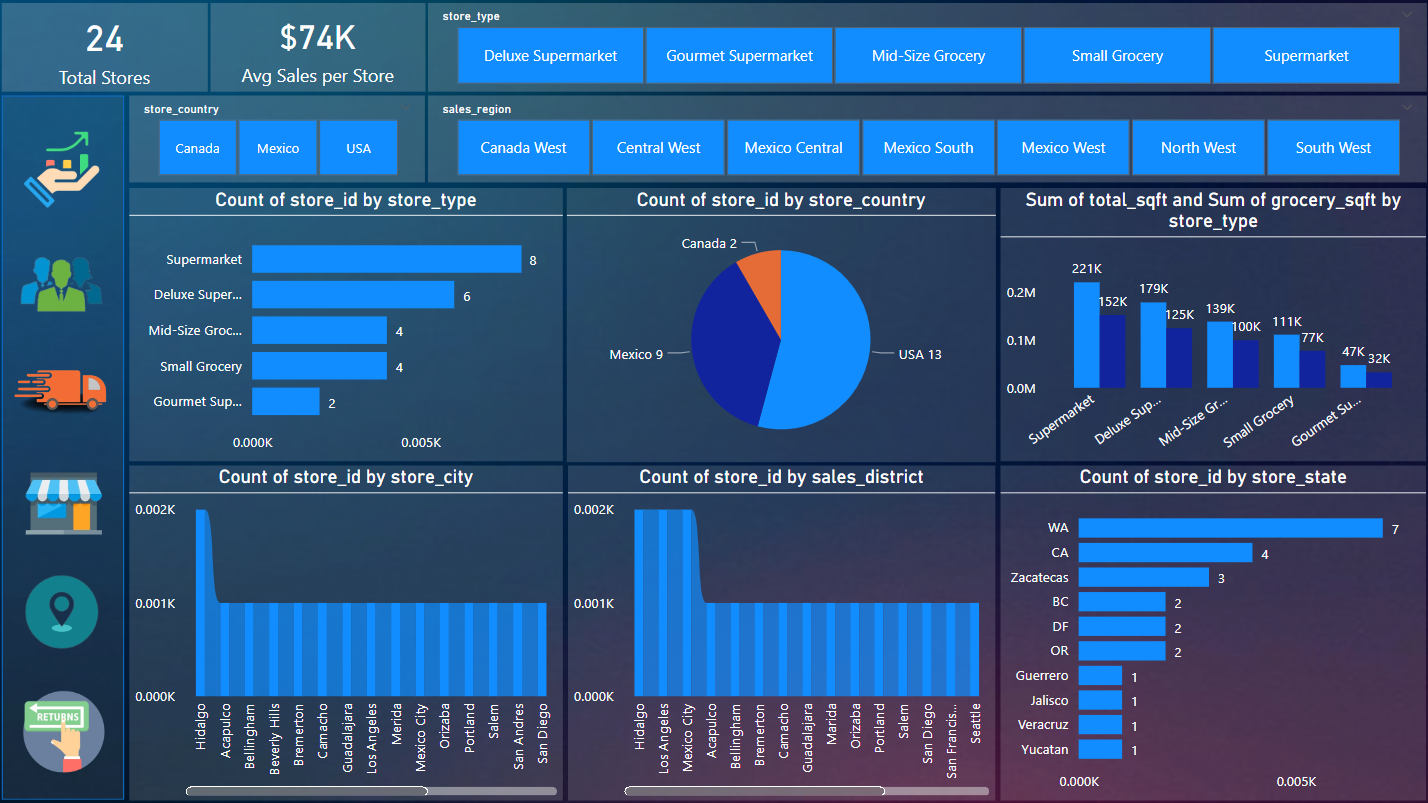 24
Total Stores
$74K
Avg Sales per Store
store_type
Deluxe Supermarket
Gourmet Supermarket
Mid-Size Grocery
Small Grocery
Supermarket
store_country
Canada
Mexico
USA
sales_region
Canada West
Central West
Mexico Central
Mexico South
Mexico West
North West
South West
RETURNS
Count of store_id by store_type
Supermarket
8
Deluxe Super...
6
Mid-Size Groc...
4
Small Grocery
4
Gourmet Sup...
2
0.000K
0.005K
Count of store_id by store_country
Canada 2
Mexico 9
USA 13
Sum of total_sqft and Sum of grocery_sqft by
store_type
0.2M
0.1M
0.0M
221K
152K
179K
125K
139K
100K
111K
77K
47K
32K
Supermarket
Deluxe Sup...
Mid-Size Gr...
Small Grocery
Gourmet Su...
Count of store_id by store_city
0.002K
0.001K
0.000K
Hidalgo
Acapulco
Bellingham
Beverly Hills
Bremerton
Camacho
Guadalajara
Los Angeles
Merida
Mexico City
Orizaba
Portland
Salem
San Andres
San Diego
Count of store_id by sales_district
0.002K
0.001K
0.000K
Hidalgo
Los Angeles
Mexico City
Acapulco
Bellingham
Bremerton
Camacho
Guadalajara
Marida
Orizaba
Portland
Salem
San Diego
San Francis...
Seattle
Count of store_id by store_state
WA
7
CA
4
Zacatecas
3
BC
2
DF
2
OR
2
Guerrero
1
Jalisco
1
Veracruz
1
Yucatan
1
0.000K
0.005K